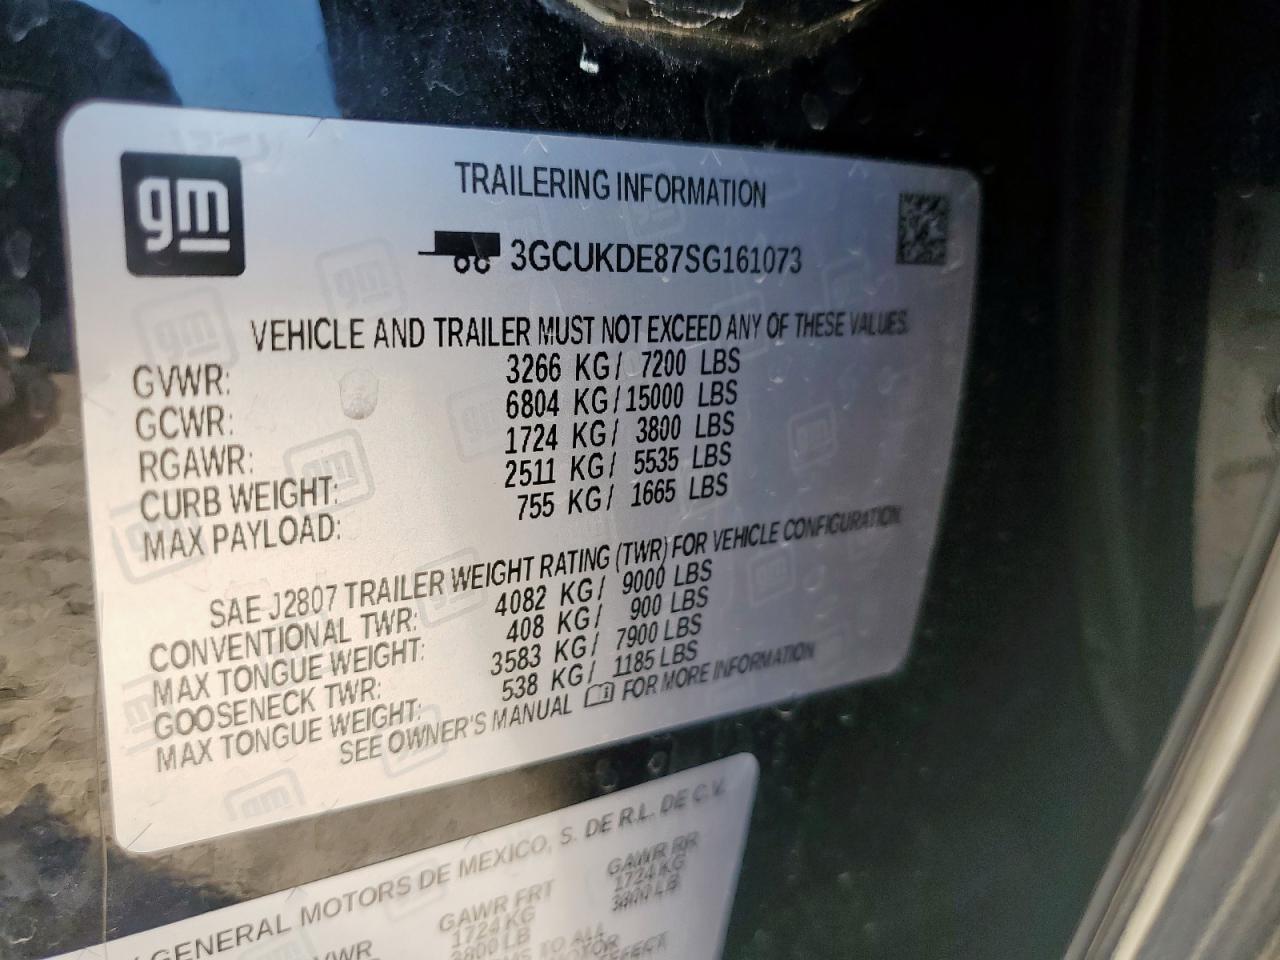 gm
TRAILERING INFORMATION
3GCUKDE87SG161073
VEHICLE AND TRAILER MUST NOT EXCEED ANY OF THESE VALUES.
GVWR: 3266 KG/ 7200 LBS
GCWR: 6804 KG/15000 LBS
RGAWR: 1724 KG/ 3800 LBS
CURB WEIGHT: 2511 KG/ 5535 LBS
MAX PAYLOAD: 755 KG/ 1665 LBS
SAE J2807 TRAILER WEIGHT RATING (TWR) FOR VEHICLE CONFIGURATION
CONVENTIONAL TWR: 4082 KG/ 9000 LBS
MAX TONGUE WEIGHT: 408 KG/ 900 LBS
GOOSENECK TWR: 3583 KG/ 7900 LBS
MAX TONGUE WEIGHT: 538 KG/ 1185 LBS
SEE OWNER'S MANUAL FOR MORE INFORMATION
GENERAL MOTORS DE MEXICO, S. DE R.L. DE C.V.
GAWR FRT GAWR RR
1724 KG 1724 KG
3800 LB 3800 LB
TO ALL